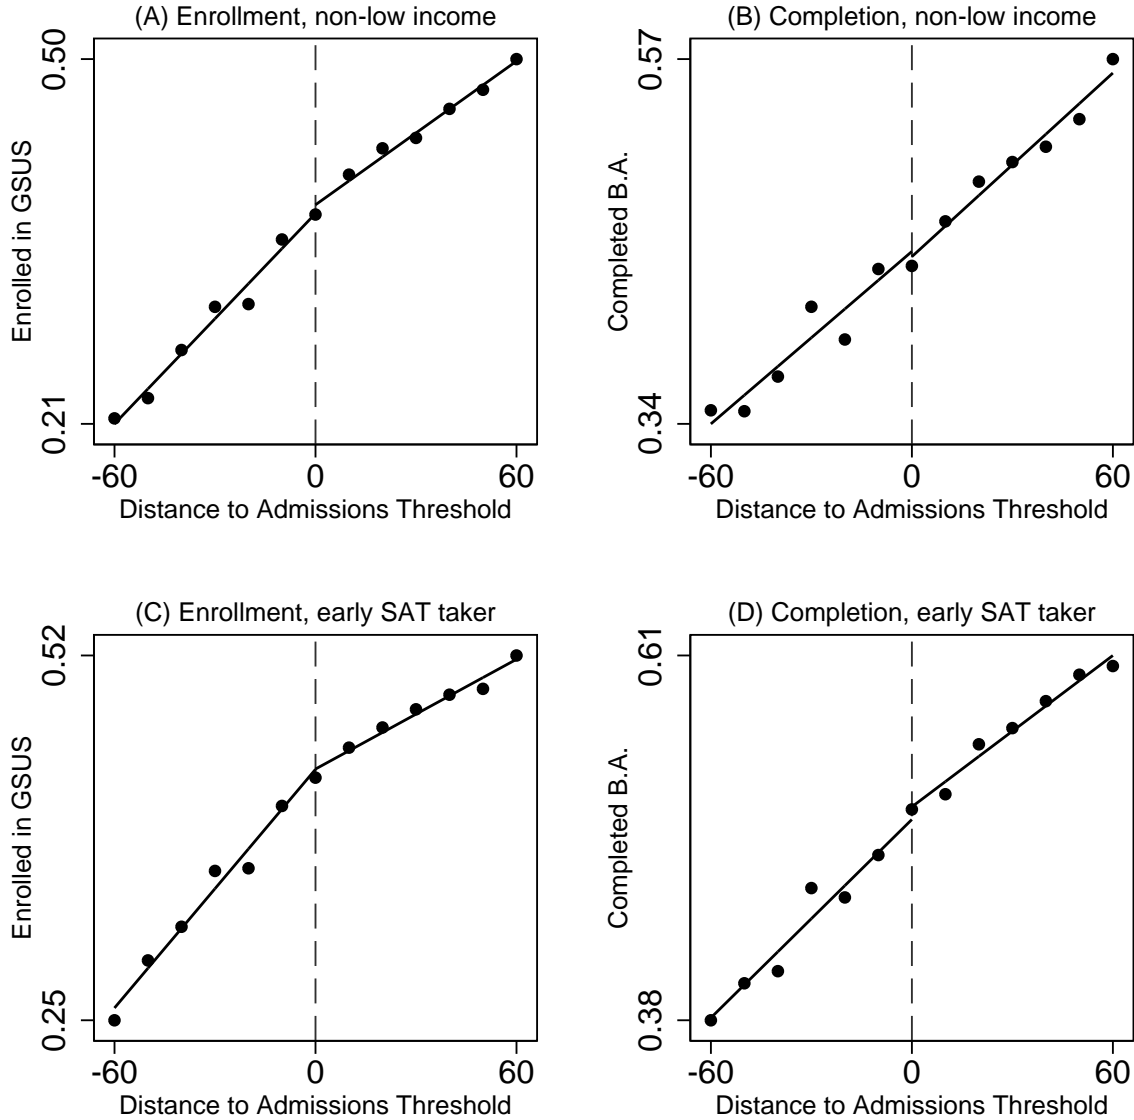 (A) Enrollment, non-low income
0.50
Enrolled in GSUS
0.21
-60 0 60
Distance to Admissions Threshold
(B) Completion, non-low income
0.57
Completed B.A.
0.34
-60 0 60
Distance to Admissions Threshold
(C) Enrollment, early SAT taker
0.52
Enrolled in GSUS
0.25
-60 0 60
Distance to Admissions Threshold
(D) Completion, early SAT taker
0.61
Completed B.A.
0.38
-60 0 60
Distance to Admissions Threshold